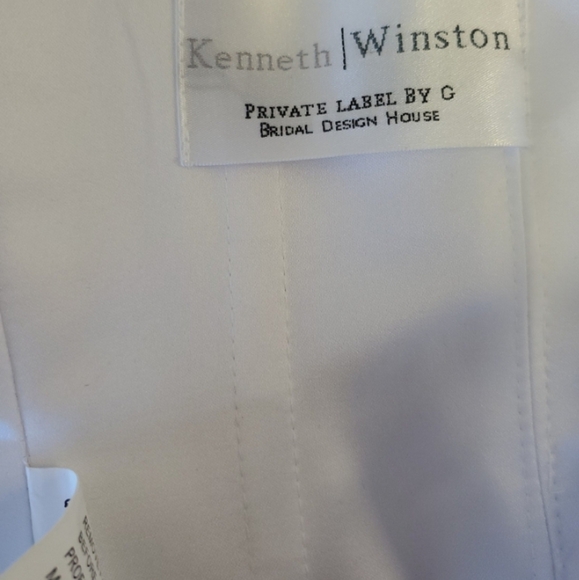 Kenneth|Winston
PRIVATE LABEL BY G
BRIDAL DESIGN HOUSE